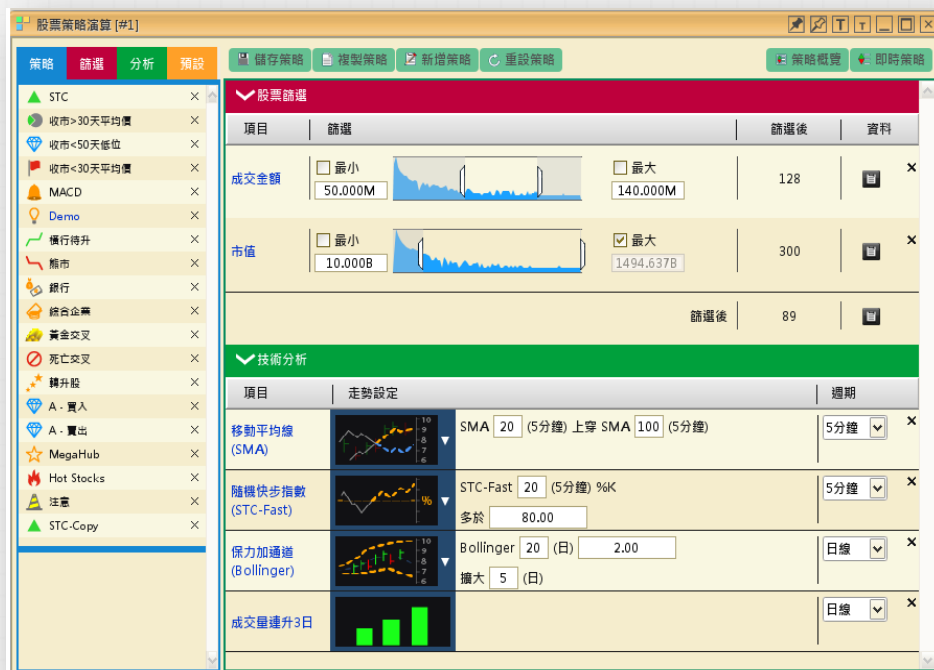 股票策略演算 [#1]
T T
策略 篩選 分析 預設
儲存策略 複製策略 新增策略 重設策略 策略概覽 即時策略
STC
收市>30天平均價
收市<50天低位
收市<30天平均價
MACD
Demo
橫行待升
熊市
銀行
綜合企業
黃金交叉
死亡交叉
轉升股
A - 買入
A - 賣出
MegaHub
Hot Stocks
注意
STC-Copy
股票篩選
項目 篩選 篩選後 資料
成交金額 最小 最大 128
50.000M 140.000M
市值 最小 最大 300
10.000B 1494.637B
篩選後 89
技術分析
項目 走勢設定 週期
移動平均線 (SMA)
10
9
8
7
6
SMA 20 (5分鐘) 上穿 SMA 100 (5分鐘) 5分鐘
隨機快步指數 (STC-Fast)
%
STC-Fast 20 (5分鐘) %K 5分鐘
多於 80.00
保力加通道 (Bollinger)
10
9
8
7
6
Bollinger 20 (日) 2.00 日線
擴大 5 (日)
成交量連升3日 日線